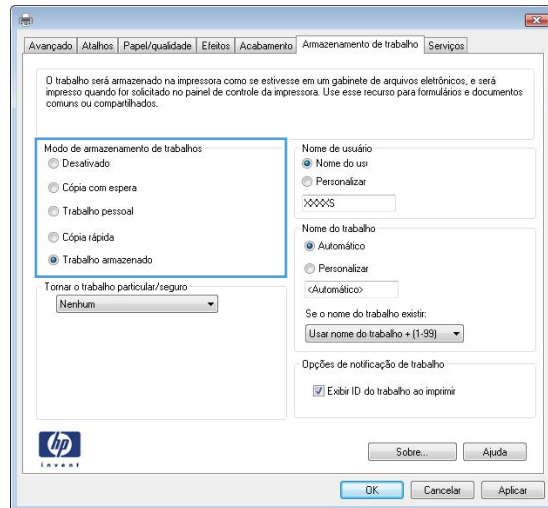 Avançado
Atalhos
Papel/qualidade
Efeitos
Acabamento
Armazenamento de trabalho
Serviços
O trabalho será armazenado na impressora como se estivesse em um gabinete de arquivos eletrônicos, e será
impresso quando for solicitado no painel de controle da impressora. Use esse recurso para formulários e documentos
comuns ou compartilhados.
Modo de armazenamento de trabalhos
Desativado
Cópia com espera
Trabalho pessoal
Cópia rápida
Trabalho armazenado
Tornar o trabalho particular/seguro
Nenhum
Nome de usuário
Nome do usu
Personalizar
XXXXS
Nome do trabalho
Automático
Personalizar
<Automático>
Se o nome do trabalho existir:
Usar nome do trabalho + (1-99)
Opções de notificação de trabalho
Exibir ID do trabalho ao imprimir
hp
invent
Sobre...
Ajuda
OK
Cancelar
Aplicar